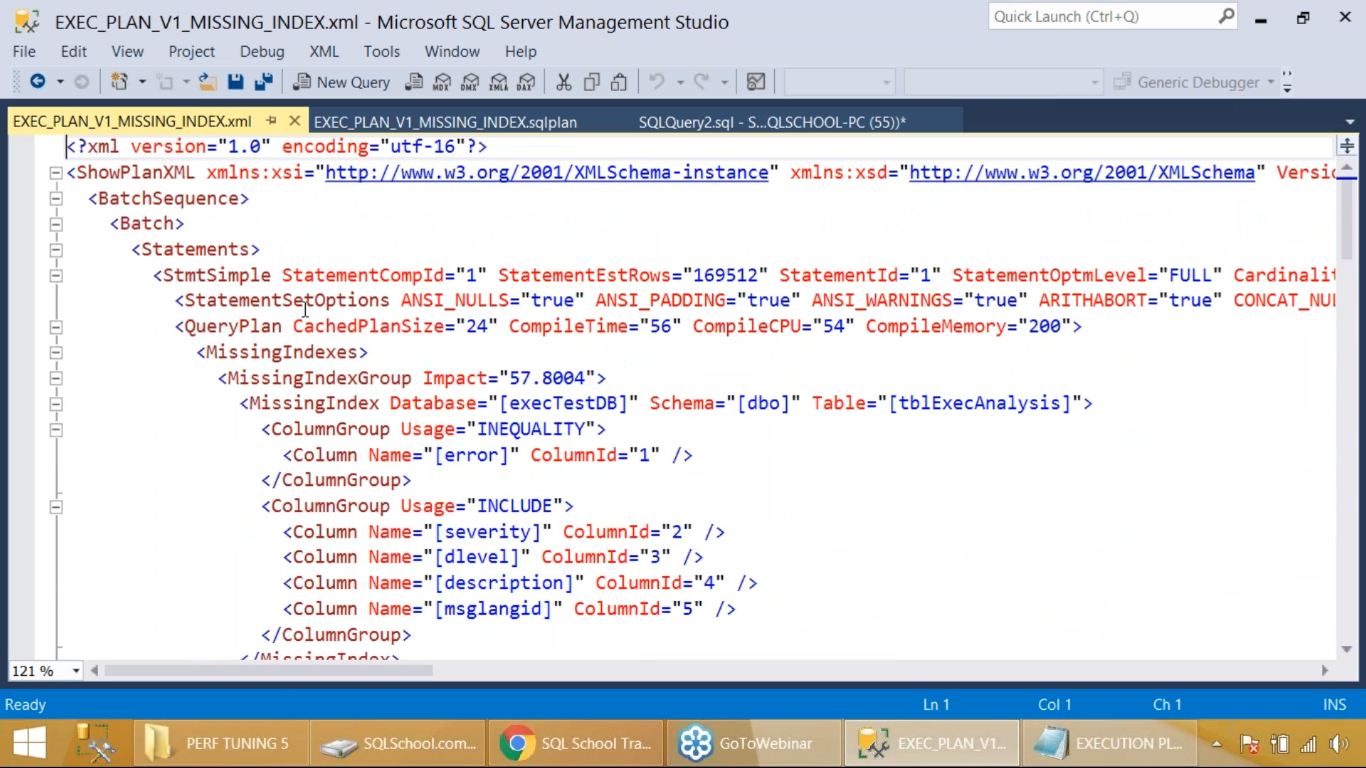 EXEC_PLAN_V1_MISSING_INDEX.xml - Microsoft SQL Server Management Studio
Quick Launch (Ctrl+Q)
File Edit View Project Debug XML Tools Window Help
New Query MDX DMX XMLA DAX Generic Debugger
EXEC_PLAN_V1_MISSING_INDEX.xml EXEC_PLAN_V1_MISSING_INDEX.sqlplan SQLQuery2.sql - S...QLSCHOOL-PC (55))*
<?xml version="1.0" encoding="utf-16"?>
<ShowPlanXML xmlns:xsi="http://www.w3.org/2001/XMLSchema-instance" xmlns:xsd="http://www.w3.org/2001/XMLSchema" Versio
<BatchSequence>
<Batch>
<Statements>
<StmtSimple StatementCompId="1" StatementEstRows="169512" StatementId="1" StatementOptmLevel="FULL" Cardinalit
<StatementSetOptions ANSI_NULLS="true" ANSI_PADDING="true" ANSI_WARNINGS="true" ARITHABORT="true" CONCAT_NUL
<QueryPlan CachedPlanSize="24" CompileTime="56" CompileCPU="54" CompileMemory="200">
<MissingIndexes>
<MissingIndexGroup Impact="57.8004">
<MissingIndex Database="[execTestDB]" Schema="[dbo]" Table="[tblExecAnalysis]">
<ColumnGroup Usage="INEQUALITY">
<Column Name="[error]" ColumnId="1" />
</ColumnGroup>
<ColumnGroup Usage="INCLUDE">
<Column Name="[severity]" ColumnId="2" />
<Column Name="[dlevel]" ColumnId="3" />
<Column Name="[description]" ColumnId="4" />
<Column Name="[msglangid]" ColumnId="5" />
</ColumnGroup>
</MissingIndex>
121 %
Ready Ln 1 Col 1 Ch 1 INS
PERF TUNING 5 SQLSchool.com... SQL School Tra... GoToWebinar EXEC_PLAN_V1... EXECUTION PL...